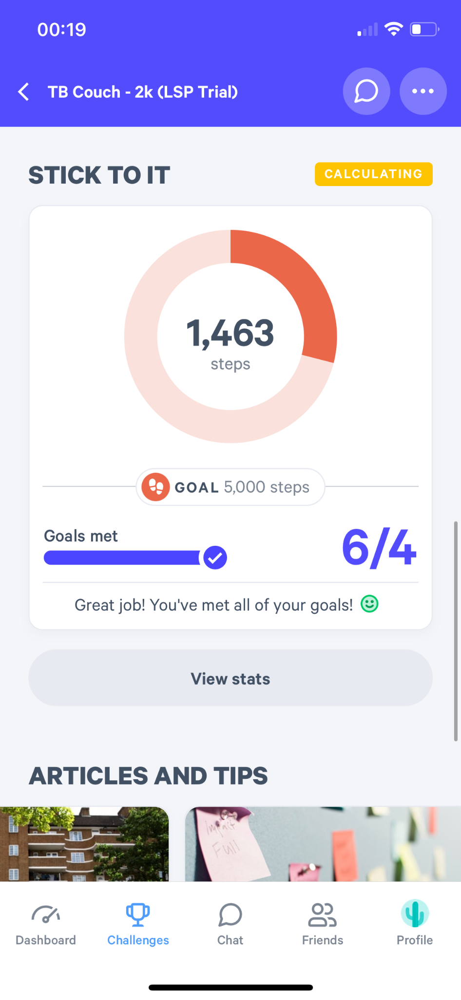 00:19
TB Couch - 2k (LSP Trial)
STICK TO IT
CALCULATING
1,463
steps
GOAL 5,000 steps
Goals met
6/4
Great job! You've met all of your goals!
View stats
ARTICLES AND TIPS
Impact
Full
Dashboard
Challenges
Chat
Friends
Profile